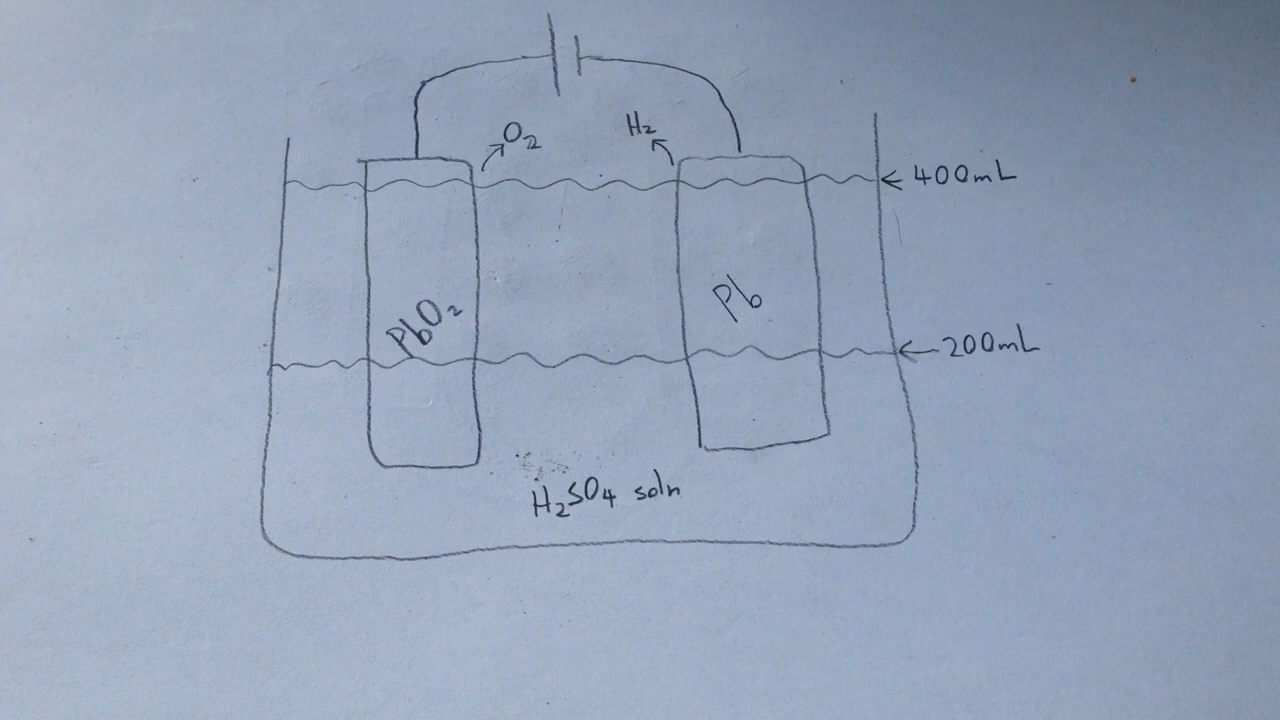 O₂
H₂
400mL
PbO₂
Pb
200mL
H₂SO₄ soln